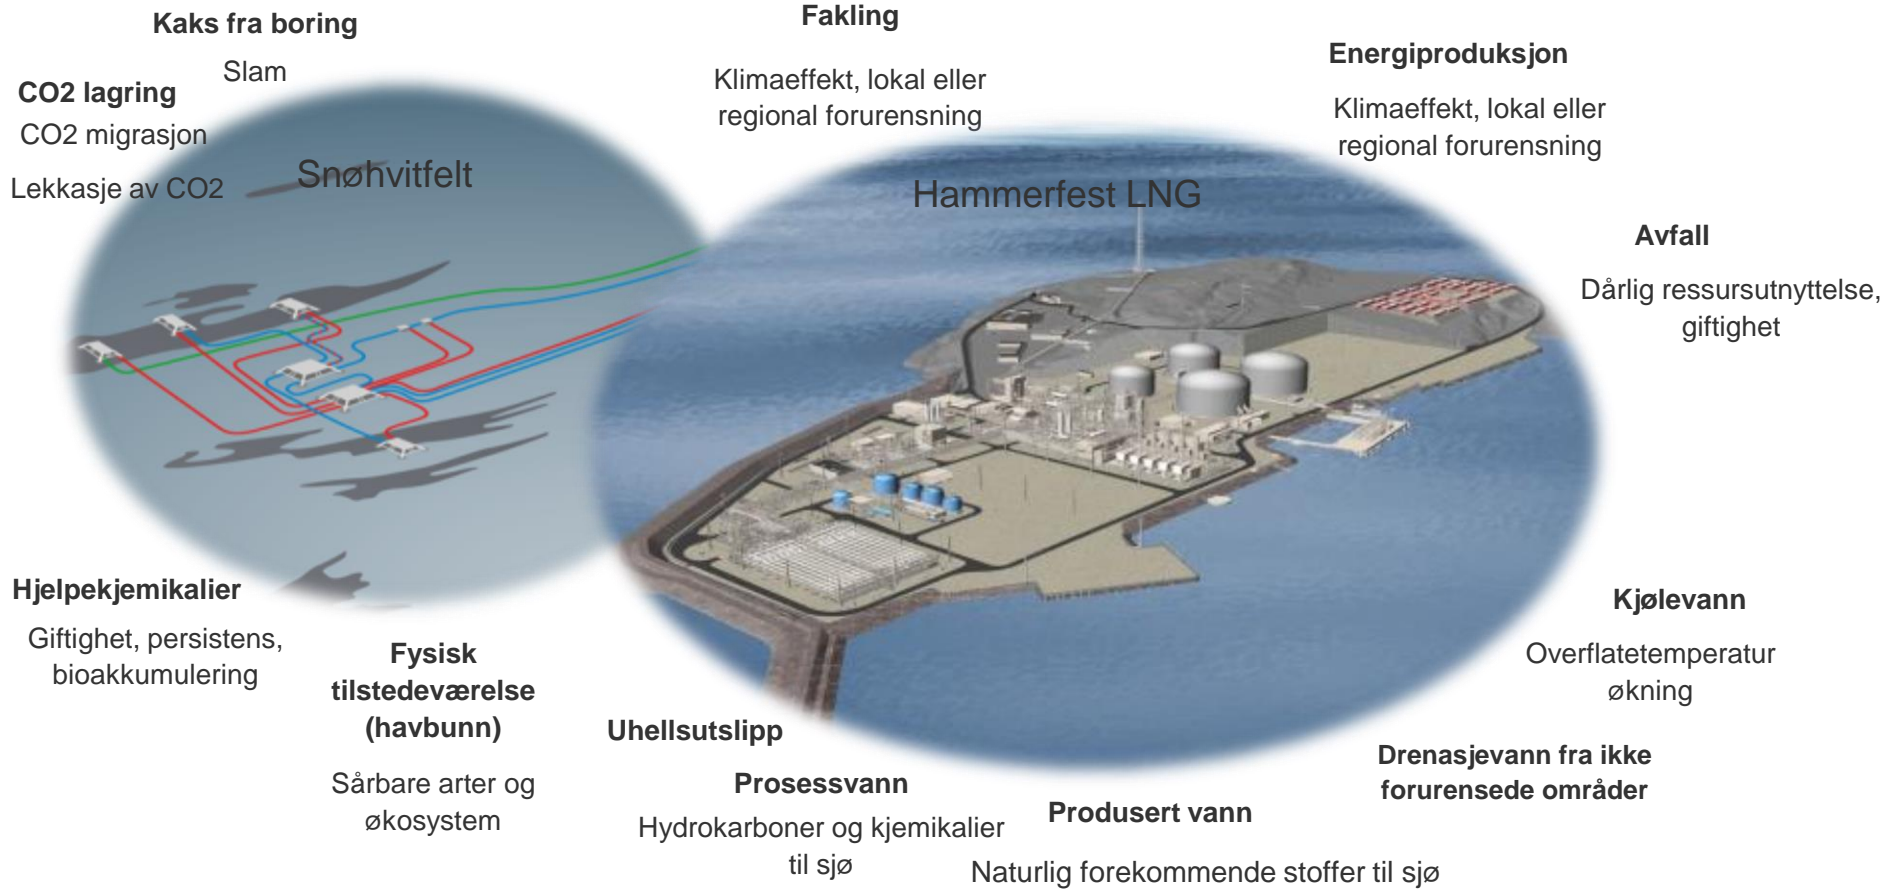 Kaks fra boring
Slam
CO2 lagring
CO2 migrasjon
Lekkasje av CO2
Snøhvitfelt
Fakling
Klimaeffekt, lokal eller
regional forurensning
Hammerfest LNG
Energiproduksjon
Klimaeffekt, lokal eller
regional forurensning
Avfall
Dårlig ressursutnyttelse,
giftighet
Hjelpekjemikalier
Giftighet, persistens,
bioakkumulering
Fysisk
tilstedeværelse
(havbunn)
Sårbare arter og
økosystem
Uhellsutslipp
Prosessvann
Hydrokarboner og kjemikalier
til sjø
Produsert vann
Naturlig forekommende stoffer til sjø
Kjølevann
Overflatetemperatur
økning
Drenasjevann fra ikke
forurensede områder